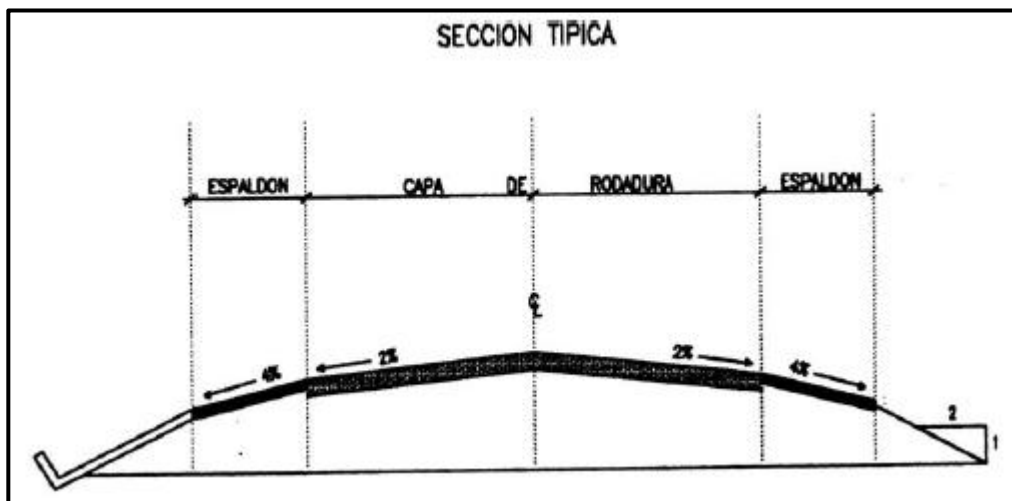 SECCION TIPICA
ESPALDON CAPA DE RODADURA ESPALDON
℄
4% 2% 2% 4%
2
1